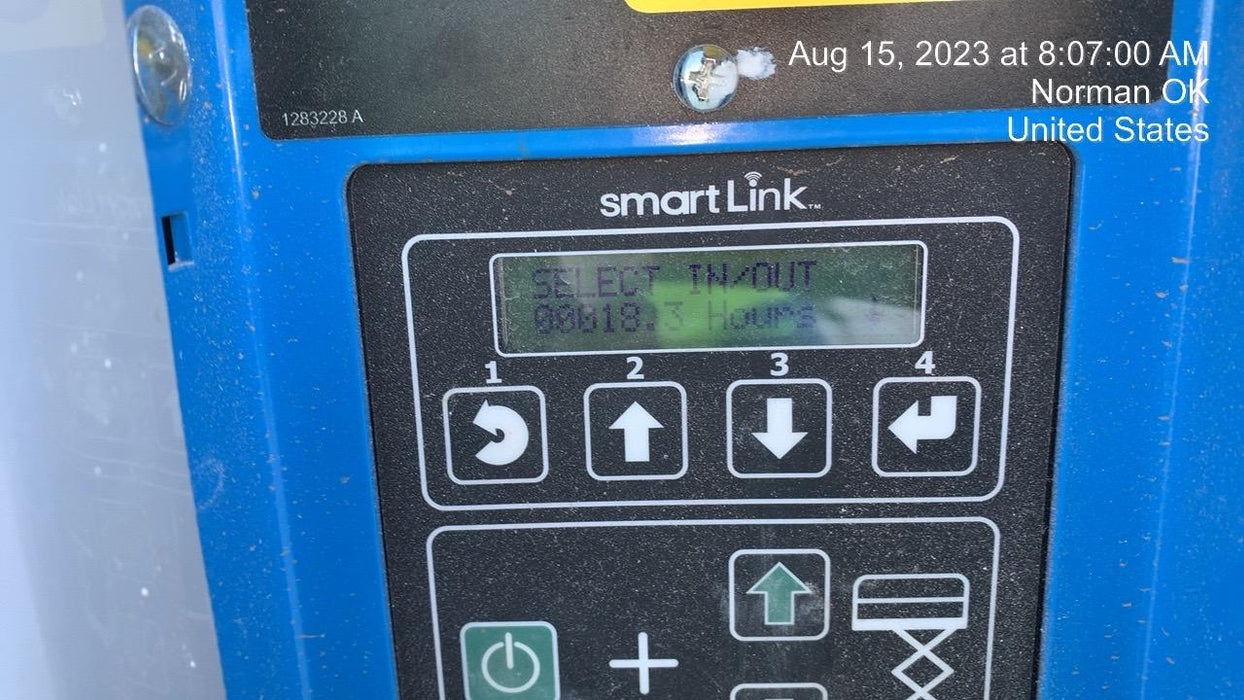 Aug 15, 2023 at 8:07:00 AM
Norman OK
United States
1283228 A
smartLink™
SELECT IN/OUT
00018.3 Hours
1 2 3 4